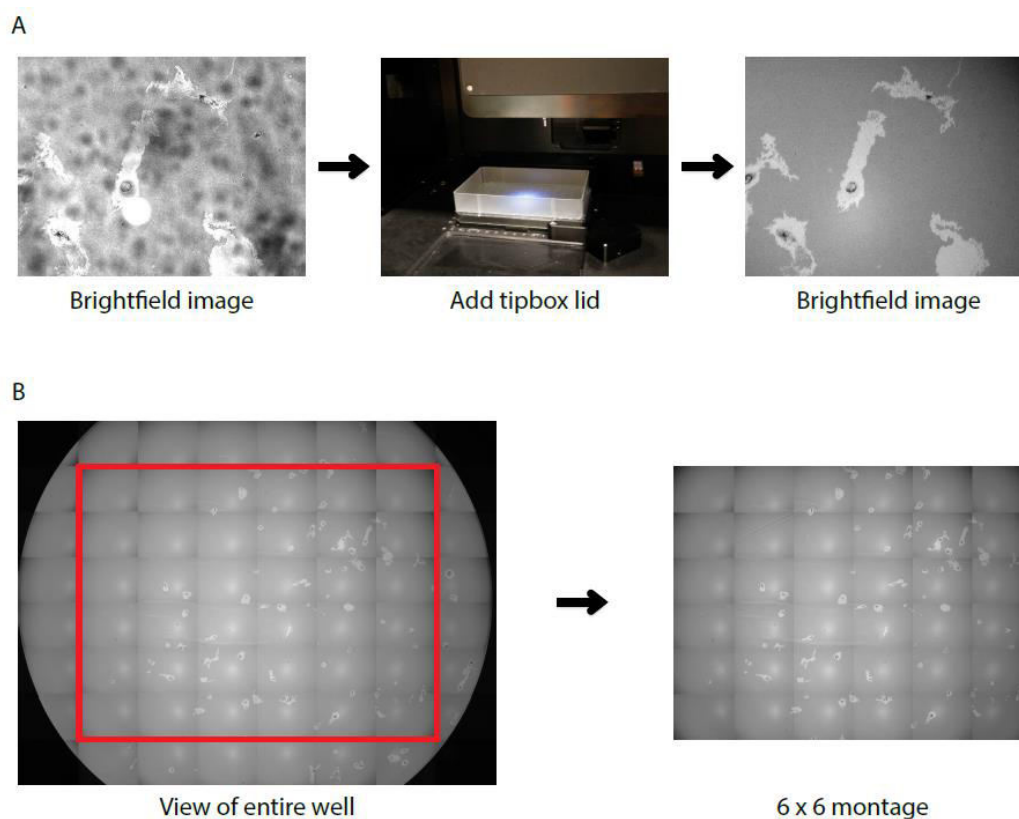 A
Brightfield image
Add tipbox lid
Brightfield image
B
View of entire well
6 x 6 montage